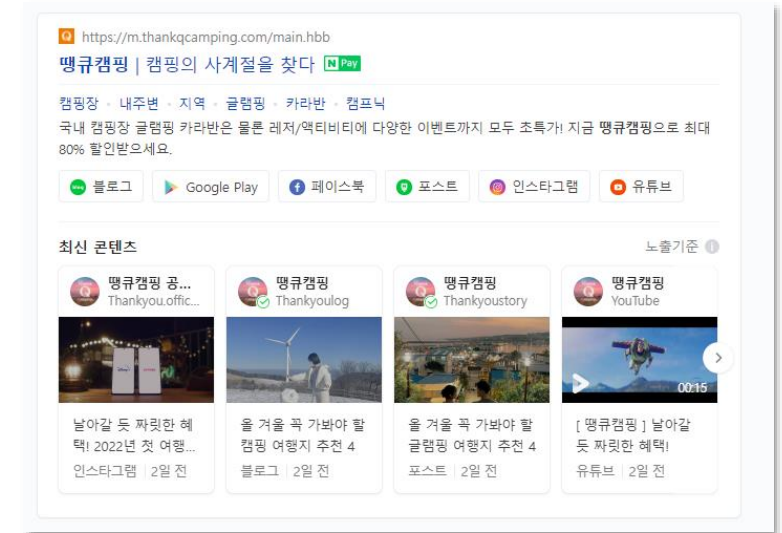 https://m.thankqcamping.com/main.hbb
땡큐캠핑 | 캠핑의 사계절을 찾다 N Pay
캠핑장 · 내주변 · 지역 · 글램핑 · 카라반 · 캠프닉
국내 캠핑장 글램핑 카라반은 물론 레저/액티비티에 다양한 이벤트까지 모두 초특가! 지금 땡큐캠핑으로 최대
80% 할인받으세요.
블로그 Google Play 페이스북 포스트 인스타그램 유튜브
최신 콘텐츠 노출기준
땡큐캠핑 공...
Thankyou.offic...
날아갈 듯 짜릿한 혜
택! 2022년 첫 여행...
인스타그램 | 2일 전
땡큐캠핑
Thankyoulog
올 겨울 꼭 가봐야 할
캠핑 여행지 추천 4
블로그 | 2일 전
땡큐캠핑
Thankyoustory
올 겨울 꼭 가봐야 할
글램핑 여행지 추천 4
포스트 | 2일 전
땡큐캠핑
YouTube
00:15
[ 땡큐캠핑 ] 날아갈
듯 짜릿한 혜택!
유튜브 | 2일 전